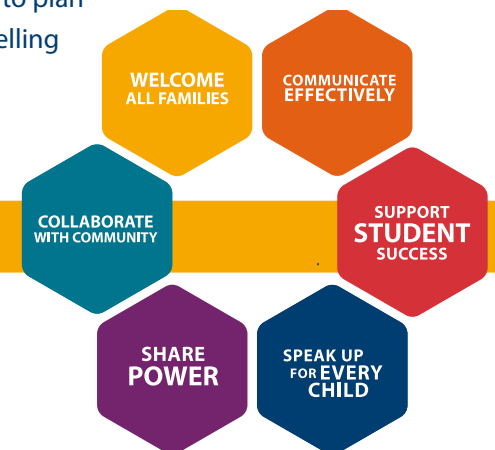 to plan
elling
WELCOME
ALL FAMILIES
COMMUNICATE
EFFECTIVELY
SUPPORT
STUDENT
SUCCESS
SPEAK UP
FOR EVERY
CHILD
SHARE
POWER
COLLABORATE
WITH COMMUNITY